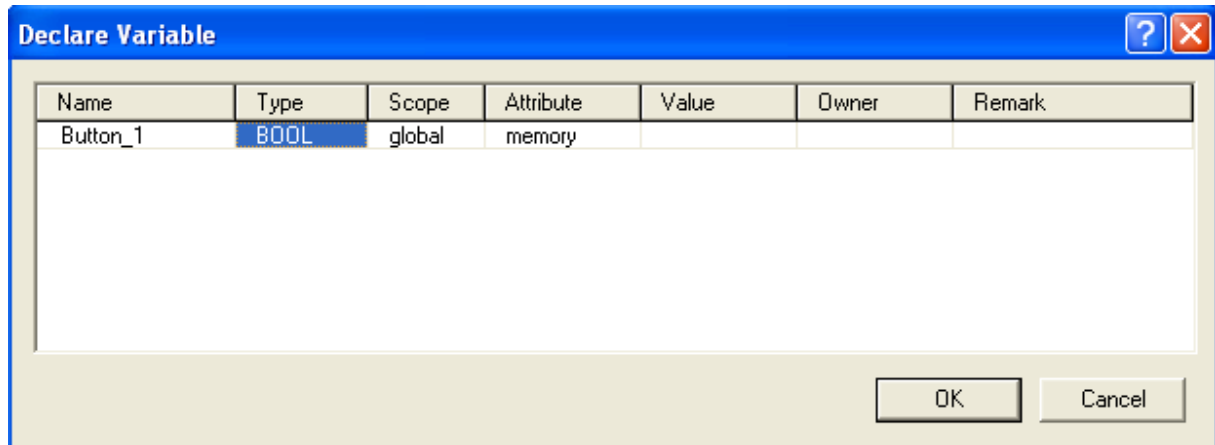 Declare Variable
Name Type Scope Attribute Value Owner Remark
Button_1 BOOL global memory
OK Cancel